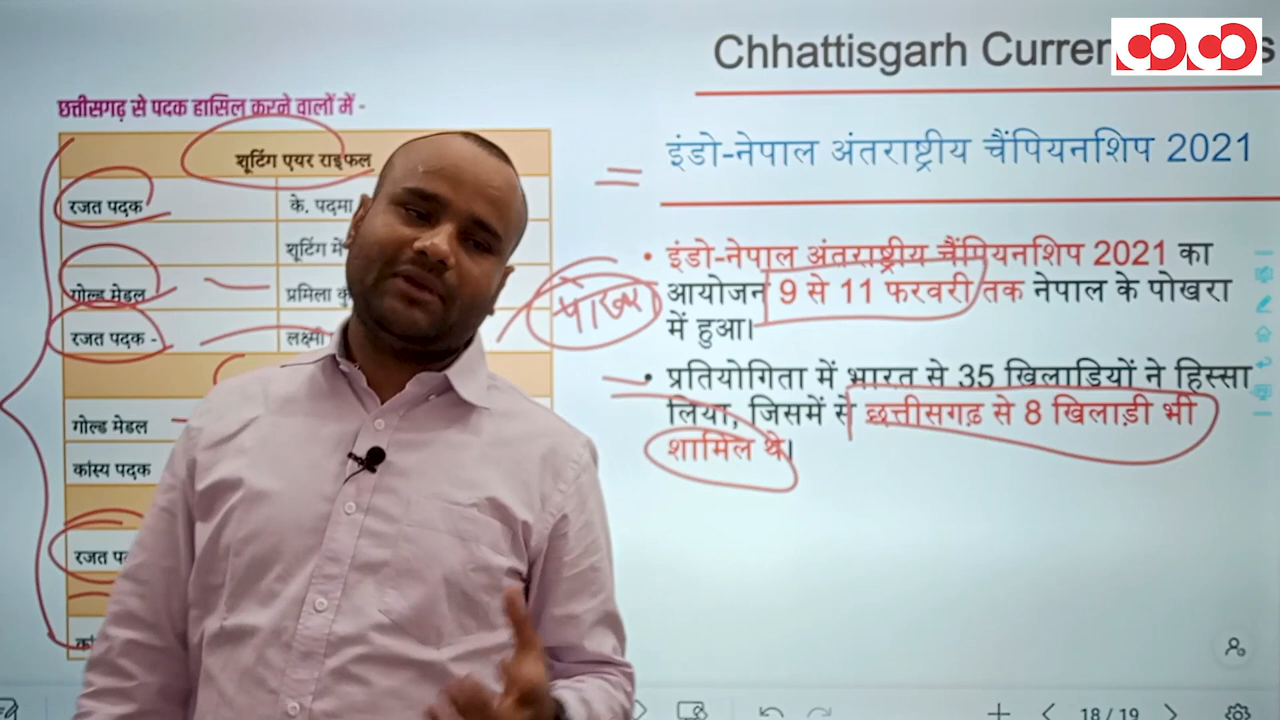 Chhattisgarh
छत्तीसगढ़ से पदक हासिल करने वालों में -
शूटिंग एयर राइफल
रजत पदक के. पदमा
शूटिंग में
गोल्ड मेडल प्रमिला
रजत पदक - लक्ष्मी
गोल्ड मेडल
कांस्य पदक
रजत
इंडो-नेपाल अंतराष्ट्रीय चैंपियनशिप 2021
• इंडो-नेपाल अंतराष्ट्रीय चैंपियनशिप 2021 का
आयोजन 9 से 11 फरवरी तक नेपाल के पोखरा
में हुआ।
• प्रतियोगिता में भारत से 35 खिलाडियों ने हिस्सा
लिया, जिसमें से छत्तीसगढ़ से 8 खिलाड़ी भी
शामिल थे।
18/19